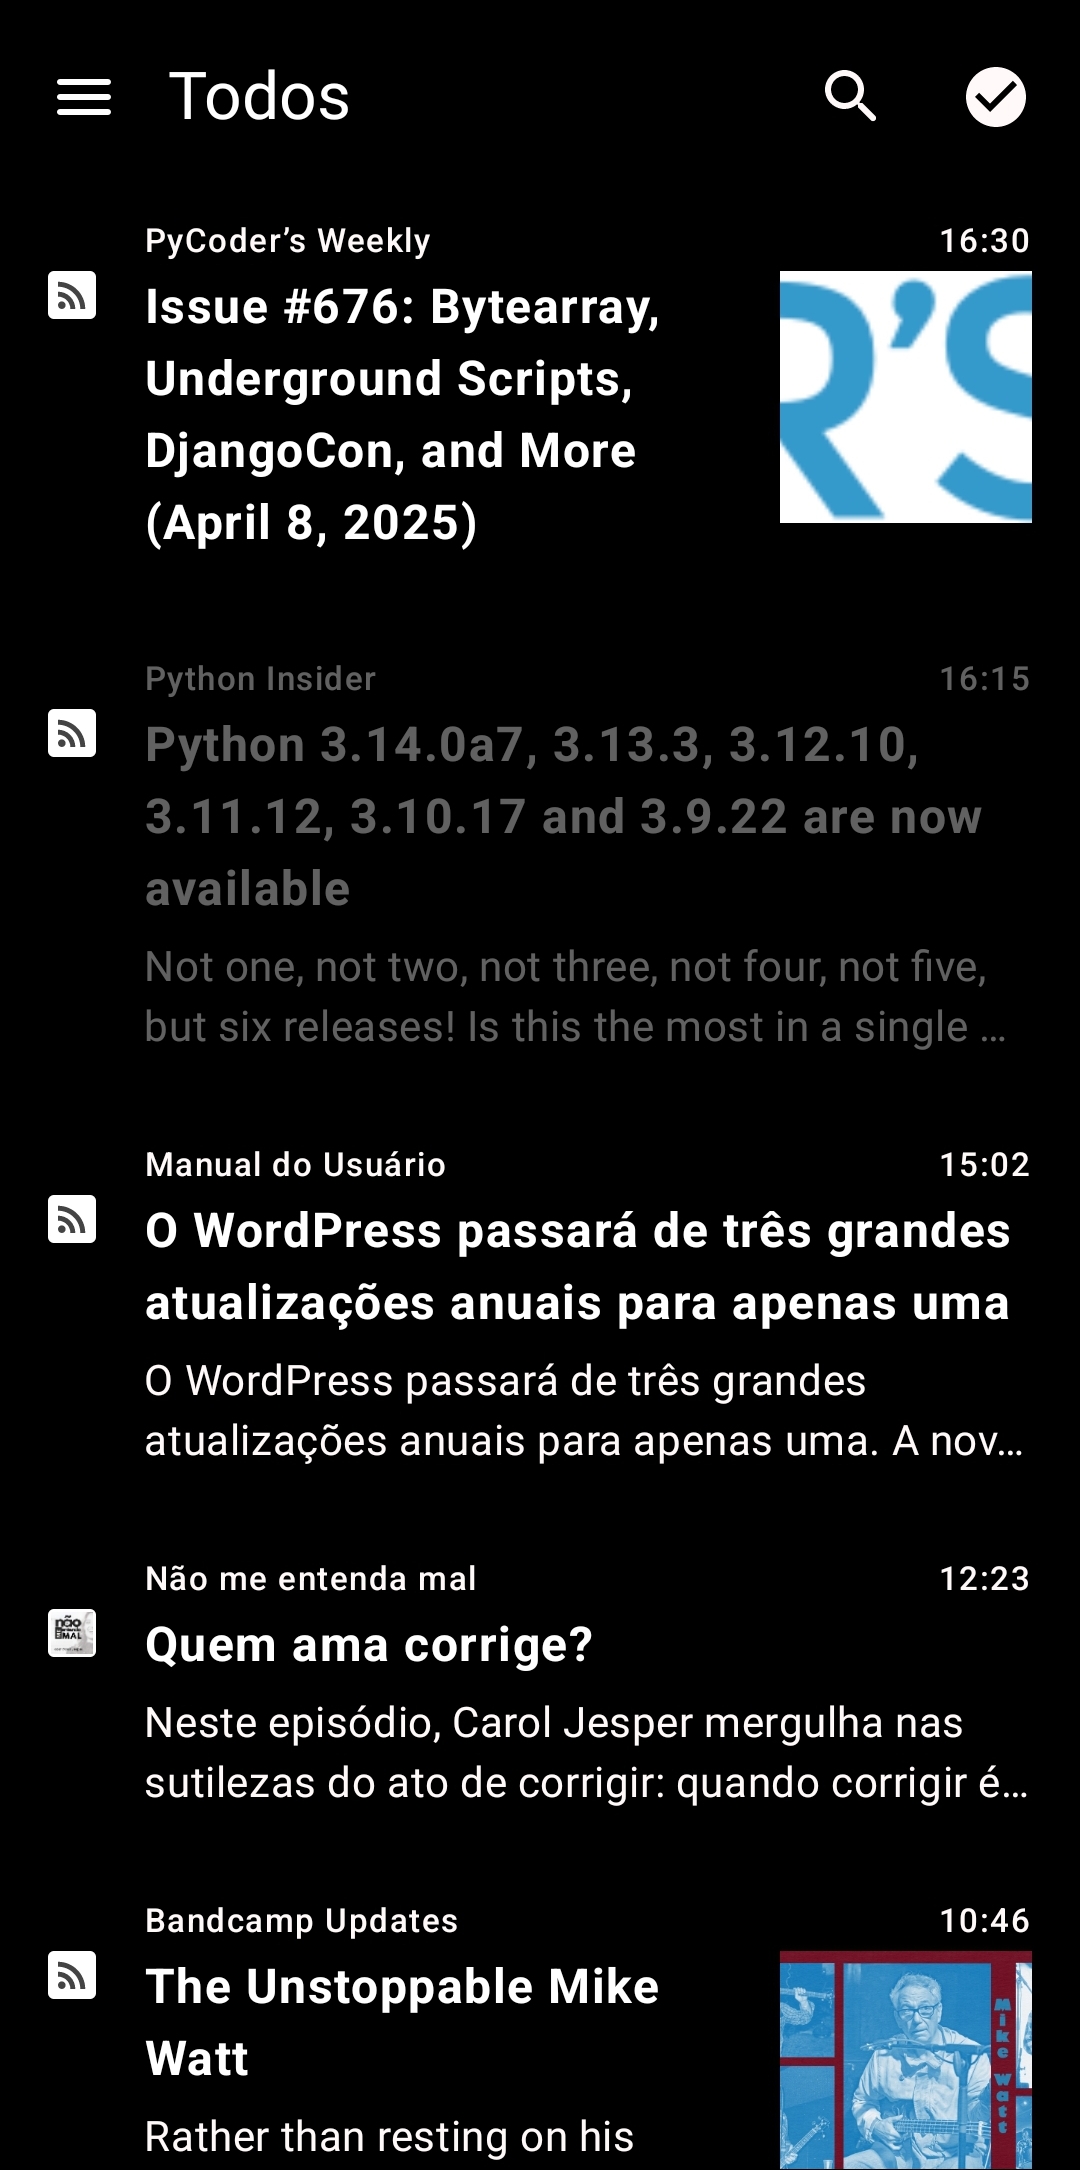 Todos
PyCoder’s Weekly 16:30
Issue #676: Bytearray,
Underground Scripts,
DjangoCon, and More
(April 8, 2025)
R’S
Python Insider 16:15
Python 3.14.0a7, 3.13.3, 3.12.10,
3.11.12, 3.10.17 and 3.9.22 are now
available
Not one, not two, not three, not four, not five,
but six releases! Is this the most in a single …
Manual do Usuário 15:02
O WordPress passará de três grandes
atualizações anuais para apenas uma
O WordPress passará de três grandes
atualizações anuais para apenas uma. A nov…
Não me entenda mal 12:23
não
MAL
Quem ama corrige?
Neste episódio, Carol Jesper mergulha nas
sutilezas do ato de corrigir: quando corrigir é…
Bandcamp Updates 10:46
The Unstoppable Mike
Watt
Rather than resting on his
Mike Watt